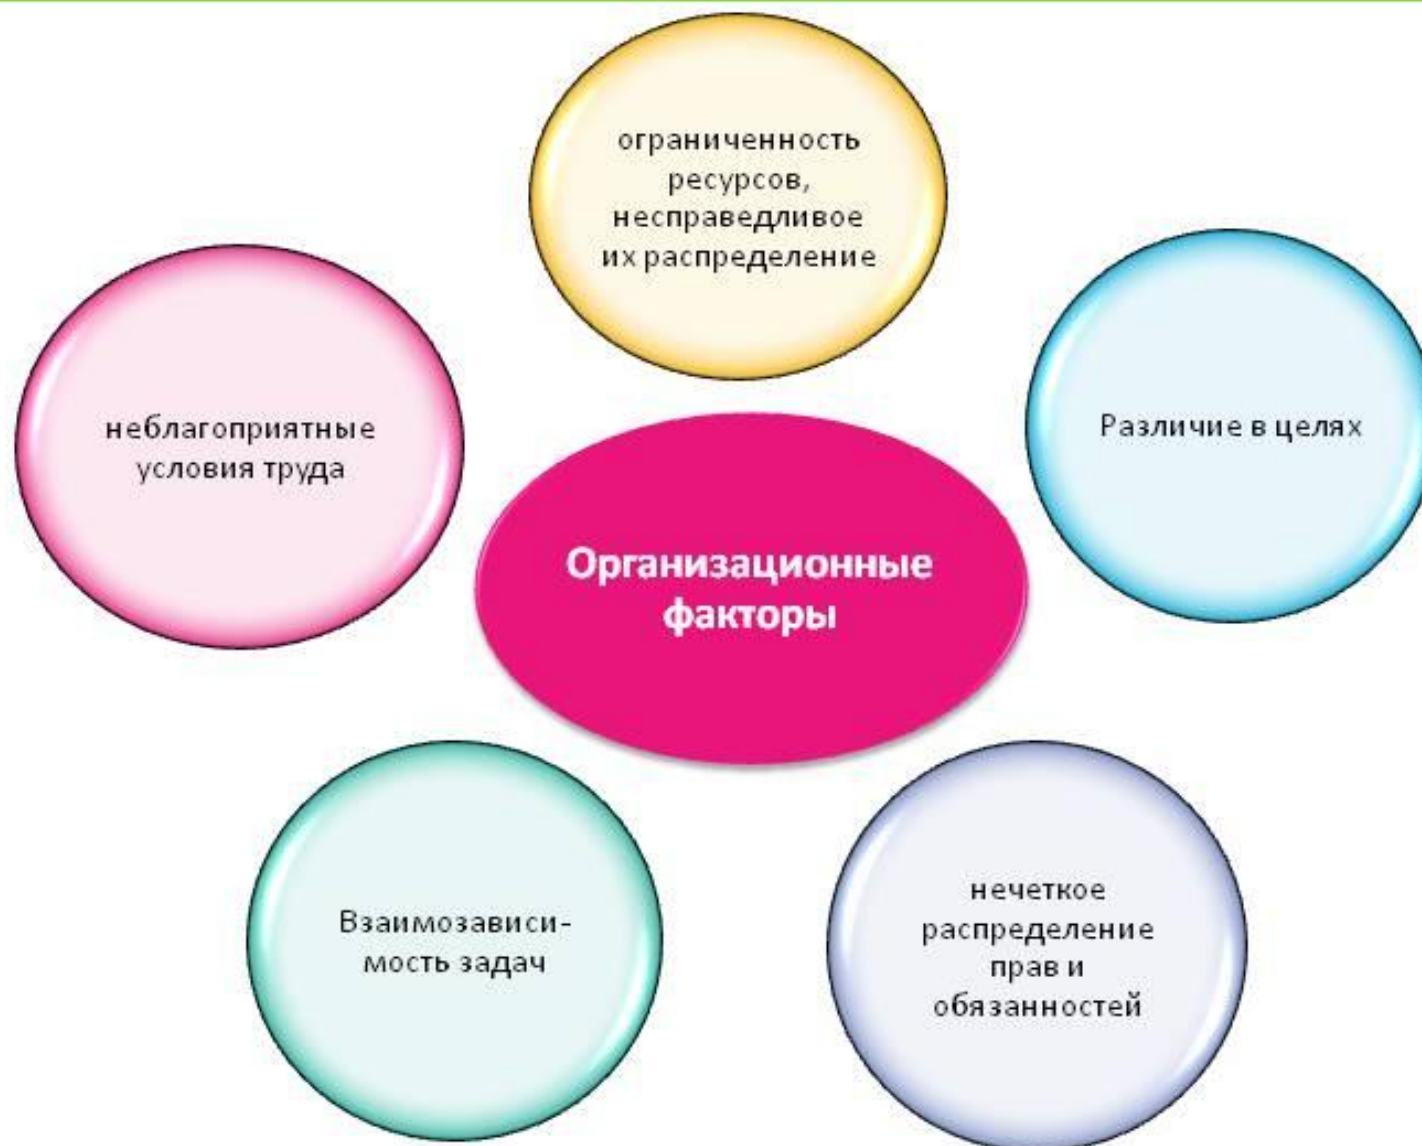 ограниченность
ресурсов,
несправедливое
их распределение
неблагоприятные
условия труда
Различие в целях
Организационные
факторы
Взаимозависи-
мость задач
нечеткое
распределение
прав и
обязанностей